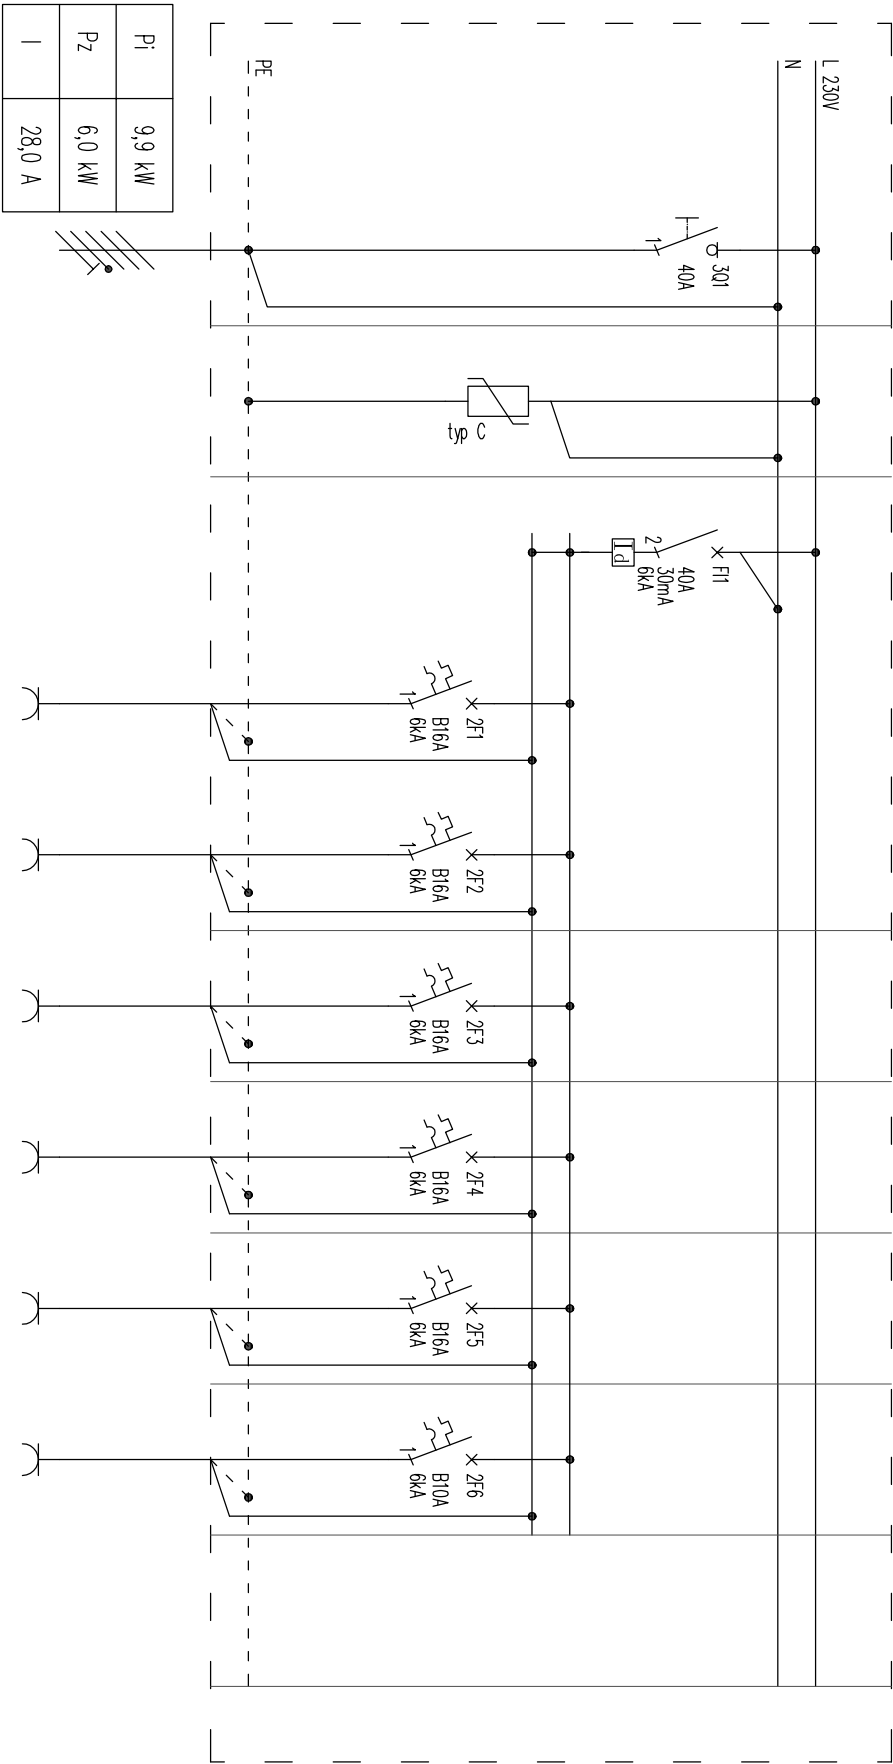 L 230V
N
PE
3Q1
40A
1
typ C
FI1
40A
30mA
6kA
2
Id
2F1
B16A
6kA
1
2F2
B16A
6kA
1
2F3
B16A
6kA
1
2F4
B16A
6kA
1
2F5
B16A
6kA
1
2F6
B10A
6kA
1
Pi 9,9 kW
Pz 6,0 kW
I 28,0 A